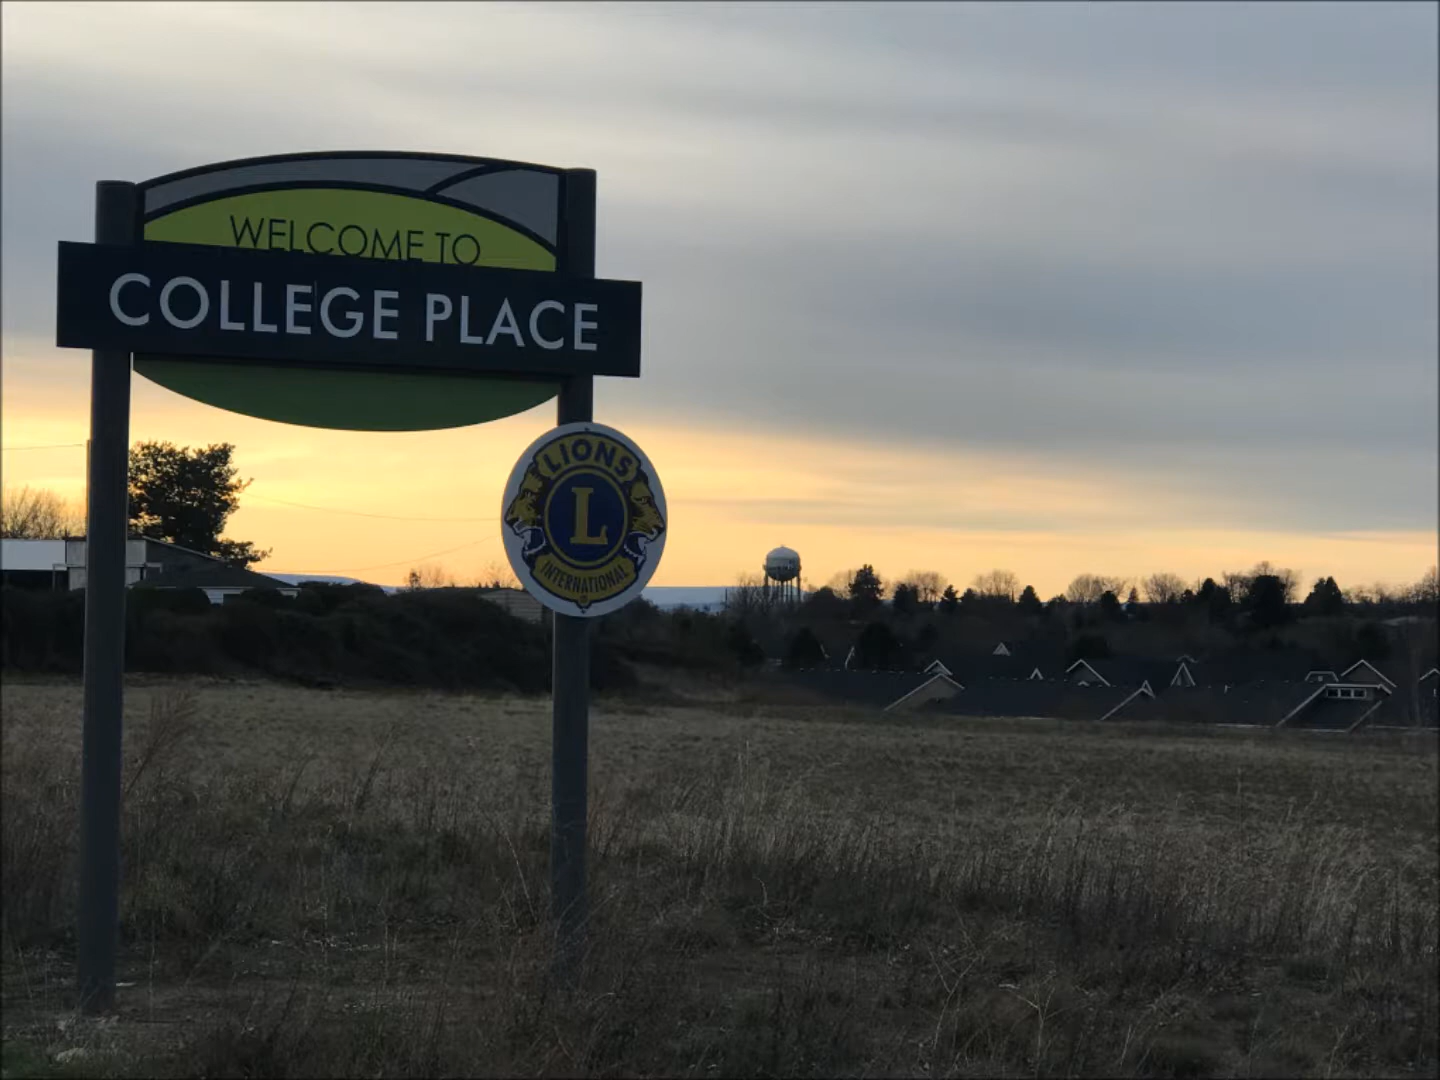 WELCOME TO
COLLEGE PLACE
LIONS
L
INTERNATIONAL